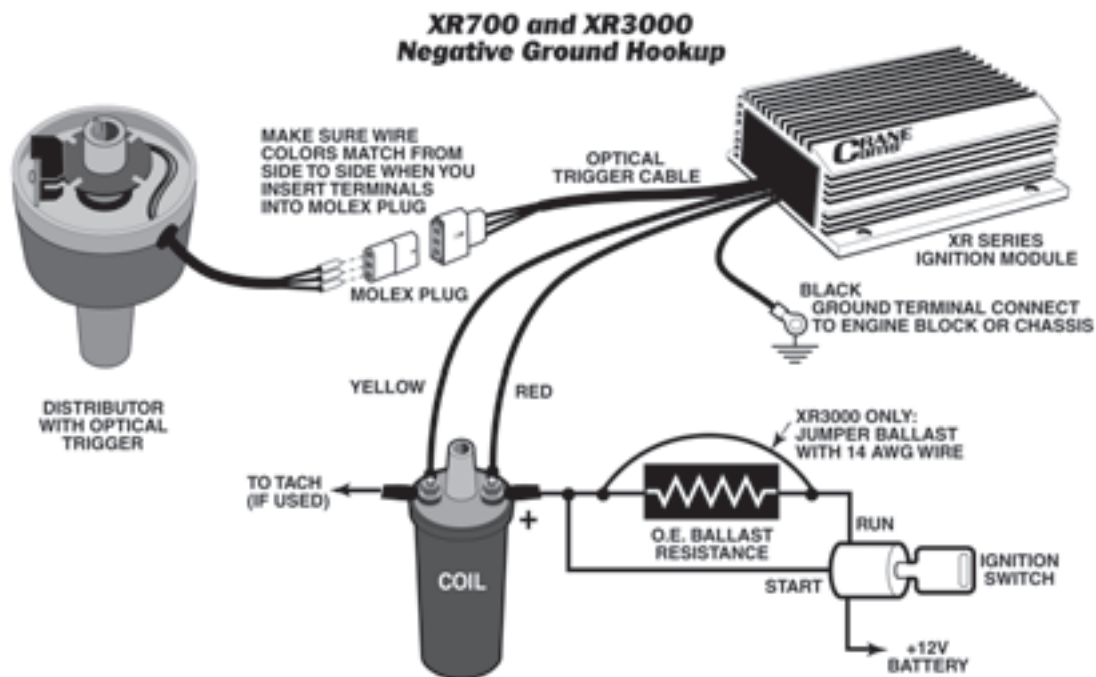 XR700 and XR3000
Negative Ground Hookup
MAKE SURE WIRE
COLORS MATCH FROM
SIDE TO SIDE WHEN YOU
INSERT TERMINALS
INTO MOLEX PLUG
OPTICAL
TRIGGER CABLE
CRANE
Cams
XR SERIES
IGNITION MODULE
MOLEX PLUG
BLACK
GROUND TERMINAL CONNECT
TO ENGINE BLOCK OR CHASSIS
YELLOW
RED
DISTRIBUTOR
WITH OPTICAL
TRIGGER
XR3000 ONLY:
JUMPER BALLAST
WITH 14 AWG WIRE
TO TACH
(IF USED)
+
O.E. BALLAST
RESISTANCE
RUN
IGNITION
SWITCH
START
COIL
+12V
BATTERY